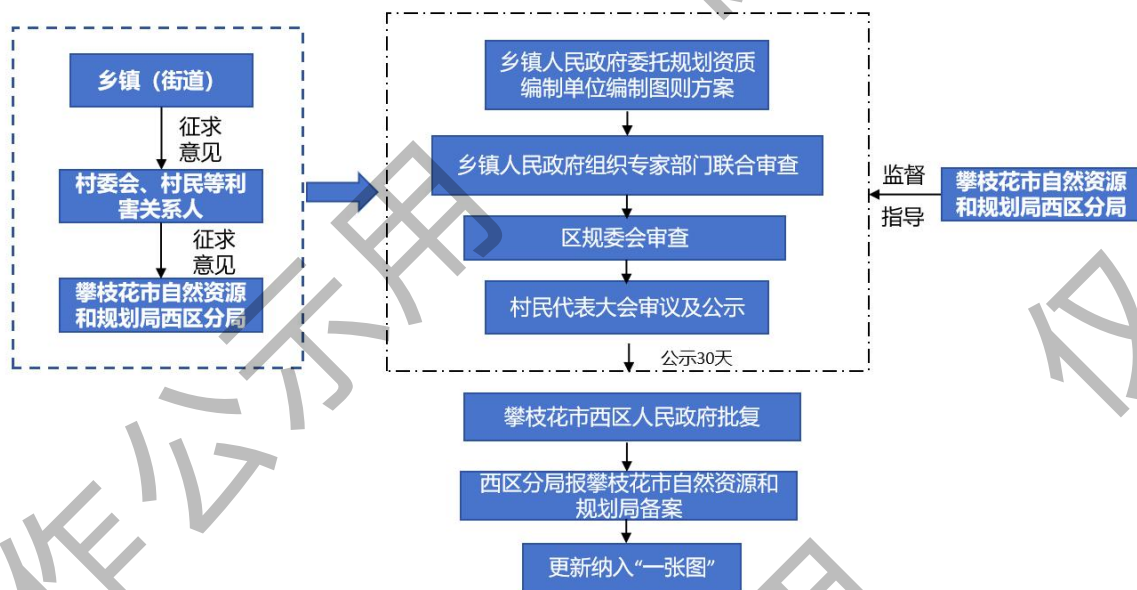 乡镇（街道）
征求
意见
村委会、村民等利
害关系人
征求
意见
攀枝花市自然资源
和规划局西区分局
乡镇人民政府委托规划资质
编制单位编制图则方案
乡镇人民政府组织专家部门联合审查
区规委会审查
村民代表大会审议及公示
公示30天
监督
指导
攀枝花市自然资源
和规划局西区分局
攀枝花市西区人民政府批复
西区分局报攀枝花市自然资源和
规划局备案
更新纳入“一张图”
作公示用
仅